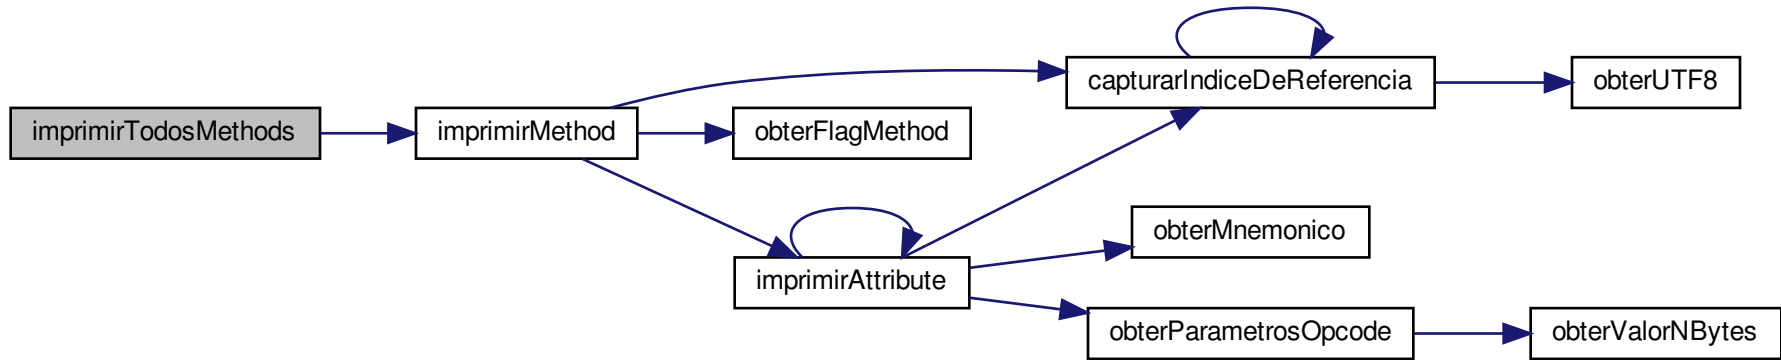 imprimirTodosMethods
imprimirMethod
capturarIndiceDeReferencia
obterUTF8
obterFlagMethod
imprimirAttribute
obterMnemonico
obterParametrosOpcode
obterValorNBytes